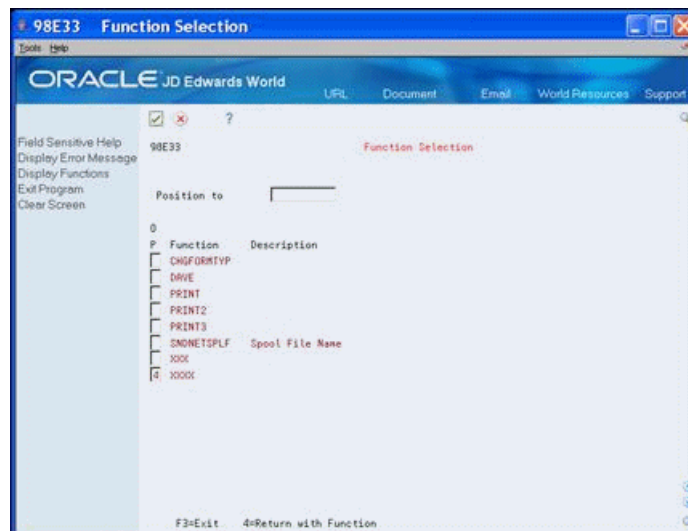 98E33 Function Selection
Tools Help
ORACLE JD Edwards World
URL Document Email World Resources Support
Field Sensitive Help
Display Error Message
Display Functions
Exit Program
Clear Screen
?
98E33 Function Selection
Position to
O
P Function Description
CHGFORMTYP
DAVE
PRINT
PRINT2
PRINT3
SNDNETSPLF Spool File Name
XXX
4 XXXX
F3=Exit 4=Return with Function